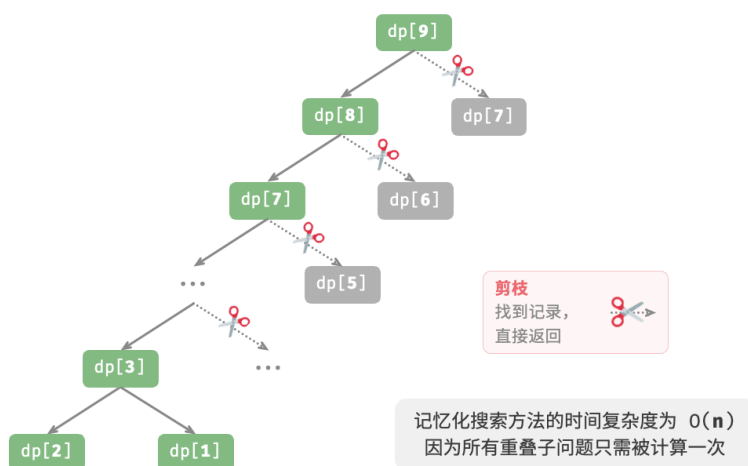 dp[9]
dp[8]
dp[7]
dp[7]
dp[6]
...
dp[5]
剪枝
找到记录，
直接返回
dp[3]
...
记忆化搜索方法的时间复杂度为 O(n)
因为所有重叠子问题只需被计算一次
dp[2]
dp[1]